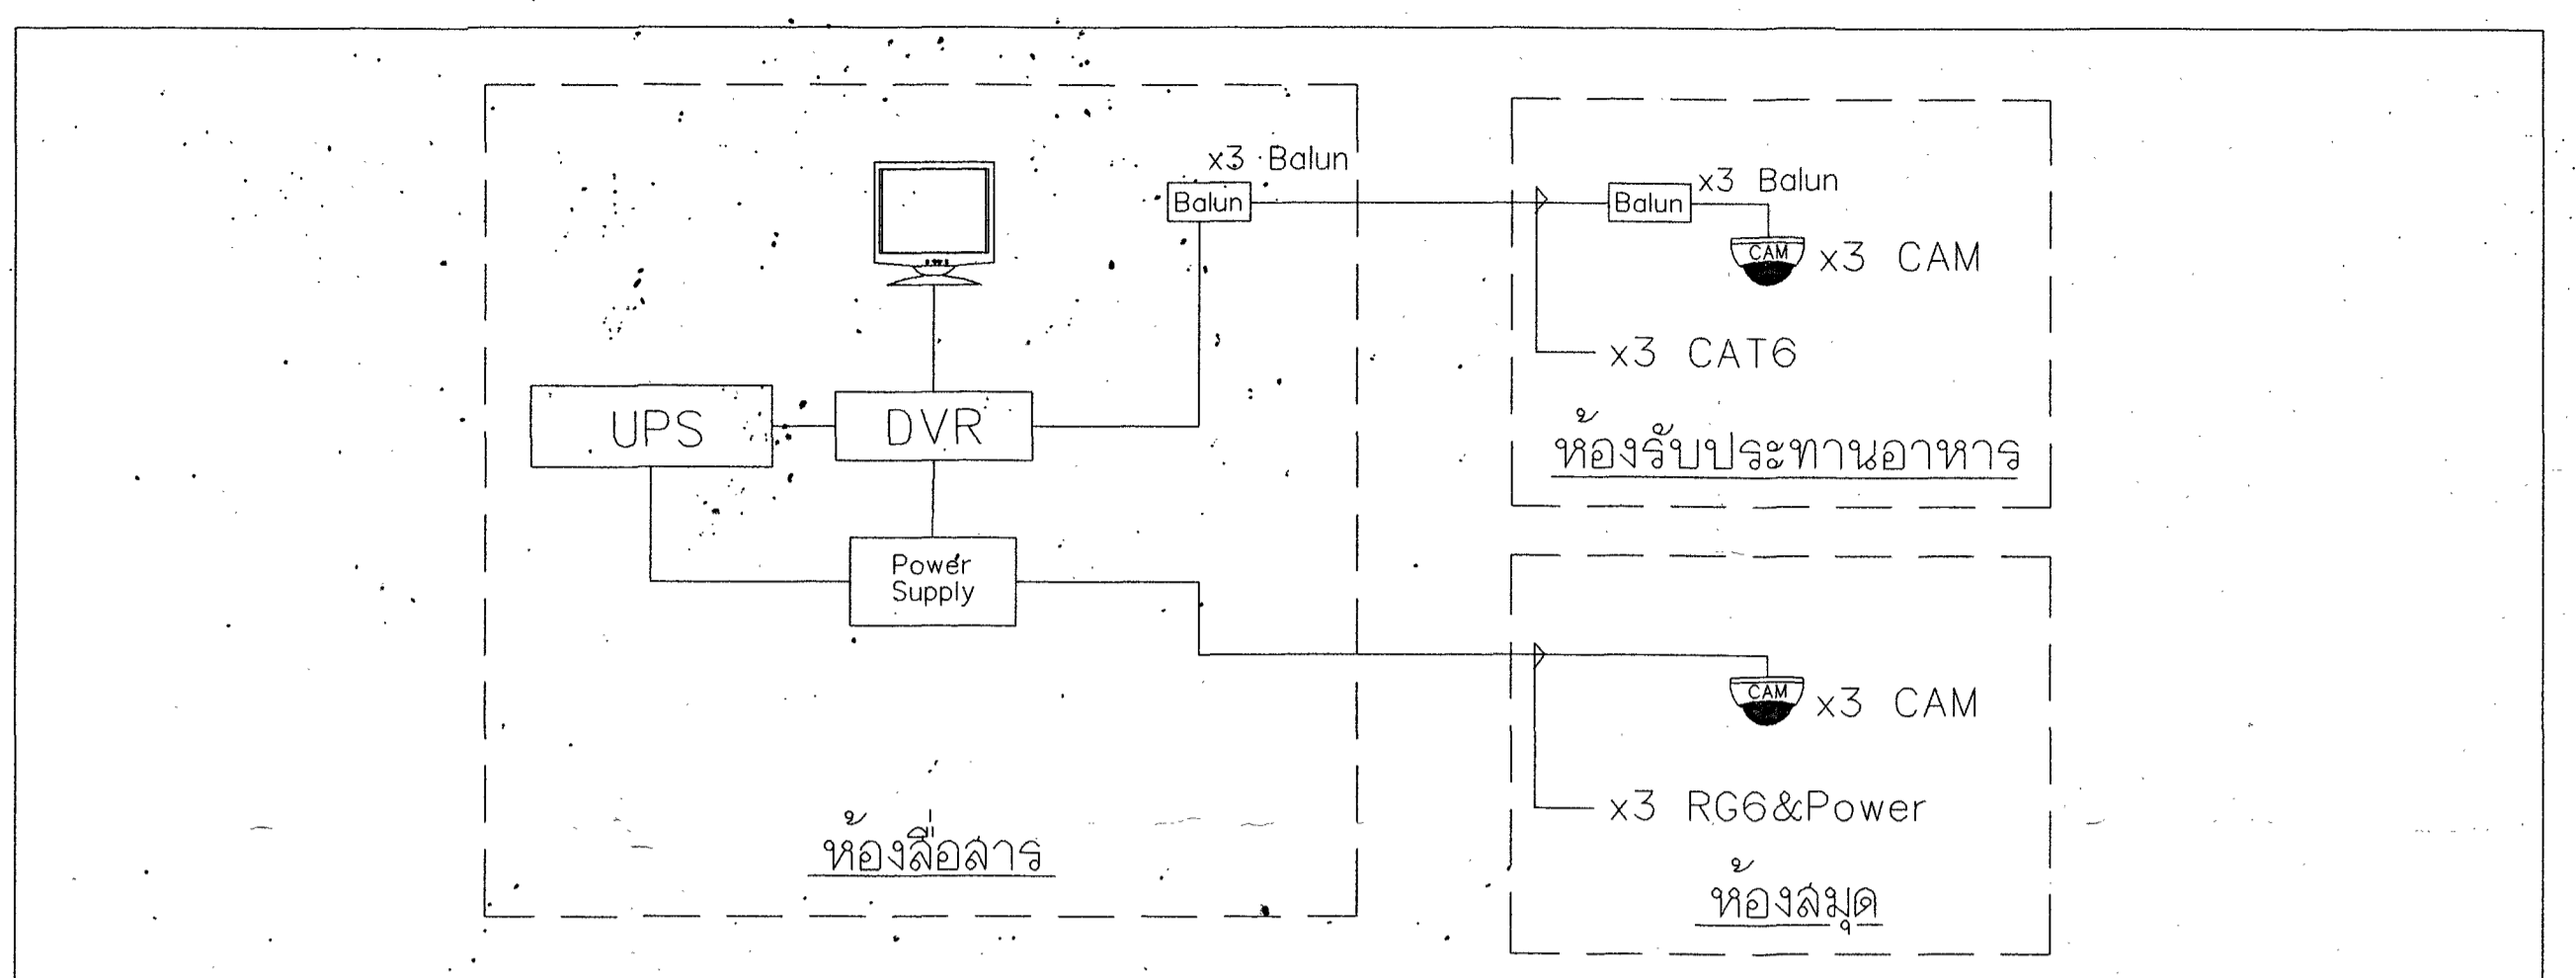 x3 Balun
Balun
UPS
DVR
Power
Supply
ห้องสื่อสาร
Balun
x3 Balun
CAM
x3 CAM
x3 CAT6
ห้องรับประทานอาหาร
CAM
x3 CAM
x3 RG6&Power
ห้องสมุด